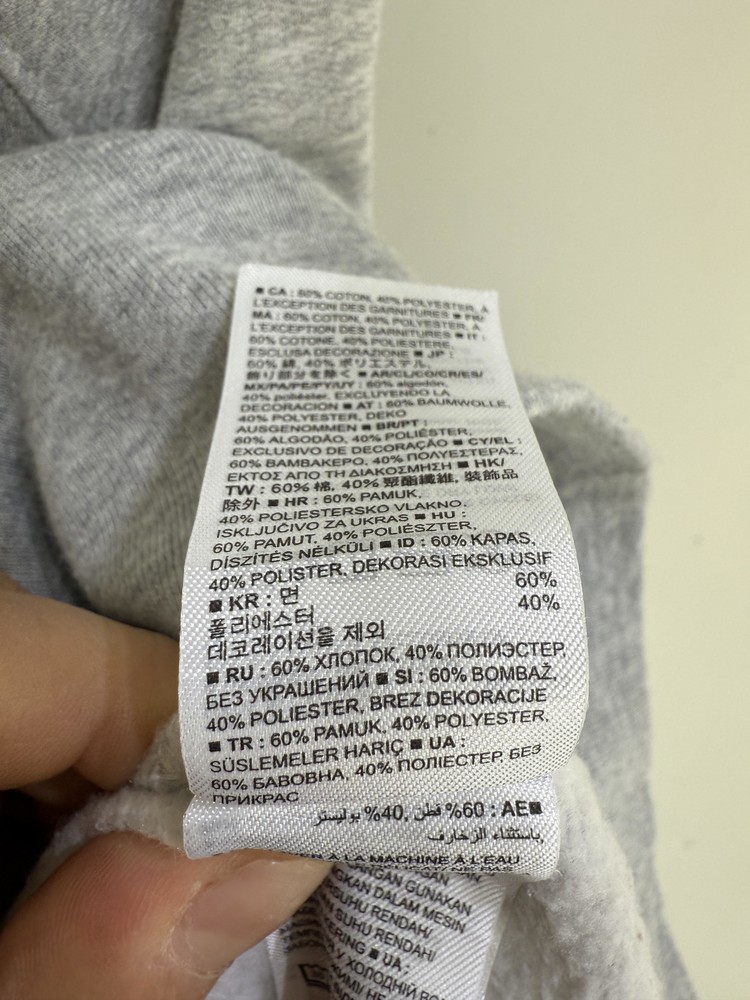 ■ CA : 60% COTON, 40% POLYESTER, À
L'EXCEPTION DES GARNITURES ■ FR/
MA : 60% COTON, 40% POLYESTER, À
L'EXCEPTION DES GARNITURES ■ IT :
60% COTONE, 40% POLIESTERE,
ESCLUSA DECORAZIONE ■ JP :
60% 綿, 40% ポリエステル,
飾り部分を除く ■ AR/CL/CO/CR/ES/
MX/PA/PE/PY/UY : 60% algodón,
40% poliéster, EXCLUYENDO LA
DECORACION ■ AT : 60% BAUMWOLLE,
40% POLYESTER, DEKO
AUSGENOMMEN ■ BR/PT :
60% ALGODÃO, 40% POLIÉSTER,
EXCLUSIVO DE DECORAÇÃO ■ CY/EL :
60% ΒΑΜΒΑΚΕΡΟ, 40% ΠΟΛΥΕΣΤΕΡΑΣ,
ΕΚΤΟΣ ΑΠΟ ΤΗ ΔΙΑΚΟΣΜΗΣΗ ■ HK/
TW : 60% 棉, 40% 聚酯纖維, 裝飾品
除外 ■ HR : 60% PAMUK,
40% POLIESTERSKO VLAKNO,
ISKLJUČIVO ZA UKRAS ■ HU :
60% PAMUT, 40% POLIÉSZTER,
DÍSZÍTÉS NÉLKÜLI ■ ID : 60% KAPAS,
40% POLISTER, DEKORASI EKSKLUSIF
■ KR : 면 60%
폴리에스터 40%
데코레이션을 제외
■ RU : 60% ХЛОПОК, 40% ПОЛИЭСТЕР,
БЕЗ УКРАШЕНИЙ ■ SI : 60% BOMBAŽ,
40% POLIESTER, BREZ DEKORACIJE
■ TR : 60% PAMUK, 40% POLYESTER,
SÜSLEMELER HARIÇ ■ UA :
60% БАВОВНА, 40% ПОЛІЕСТЕР, БЕЗ
ПРИКРАС
■AE : 60% قطن, 40% بوليستر
باستثناء الزخارف,
À LA MACHINE À L'EAU
GUNAKAN
DALAM MESIN
RENDAH/
SUHU RENDAH/
■ UA :
У ХОЛОДНІЙ